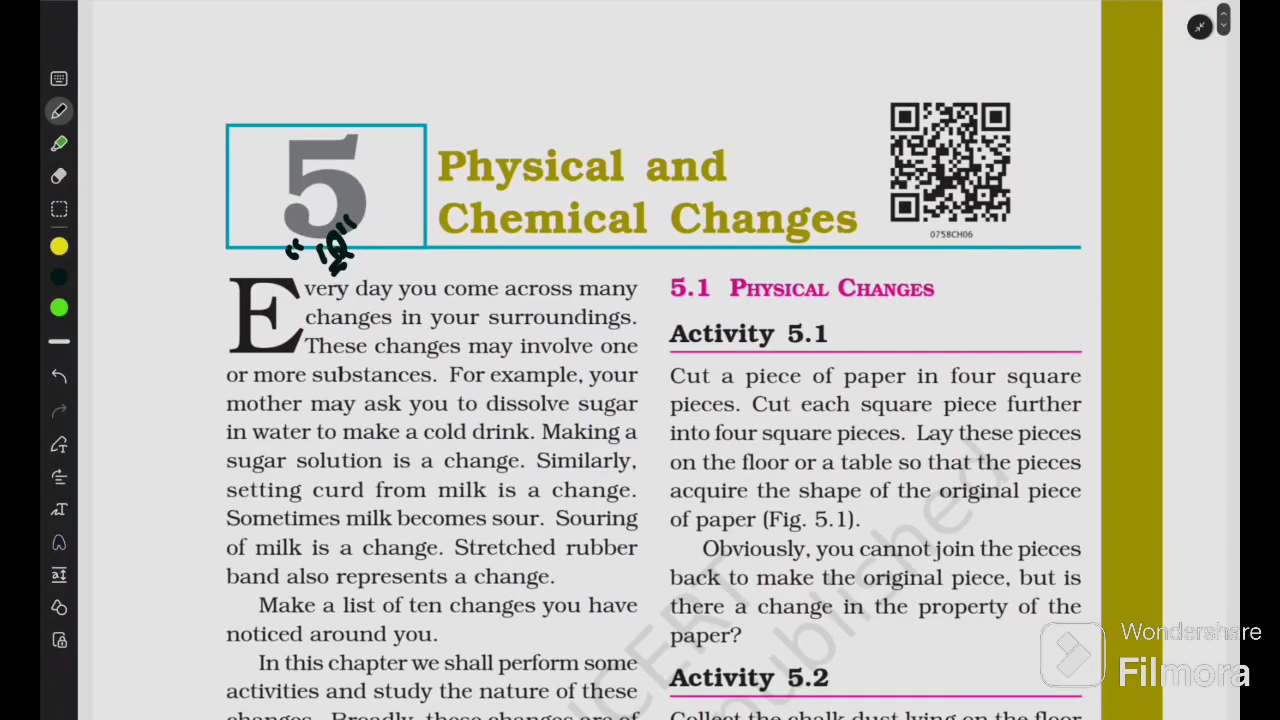 5
Physical and
Chemical Changes
0758CH06
Every day you come across many
changes in your surroundings.
These changes may involve one
or more substances. For example, your
mother may ask you to dissolve sugar
in water to make a cold drink. Making a
sugar solution is a change. Similarly,
setting curd from milk is a change.
Sometimes milk becomes sour. Souring
of milk is a change. Stretched rubber
band also represents a change.
Make a list of ten changes you have
noticed around you.
In this chapter we shall perform some
activities and study the nature of these
changes. Broadly, these changes are of
5.1 PHYSICAL CHANGES
Activity 5.1
Cut a piece of paper in four square
pieces. Cut each square piece further
into four square pieces. Lay these pieces
on the floor or a table so that the pieces
acquire the shape of the original piece
of paper (Fig. 5.1).
Obviously, you cannot join the pieces
back to make the original piece, but is
there a change in the property of the
paper?
Activity 5.2
Collect the chalk dust lying on the floor
NCERT
published
Wondershare
Filmora